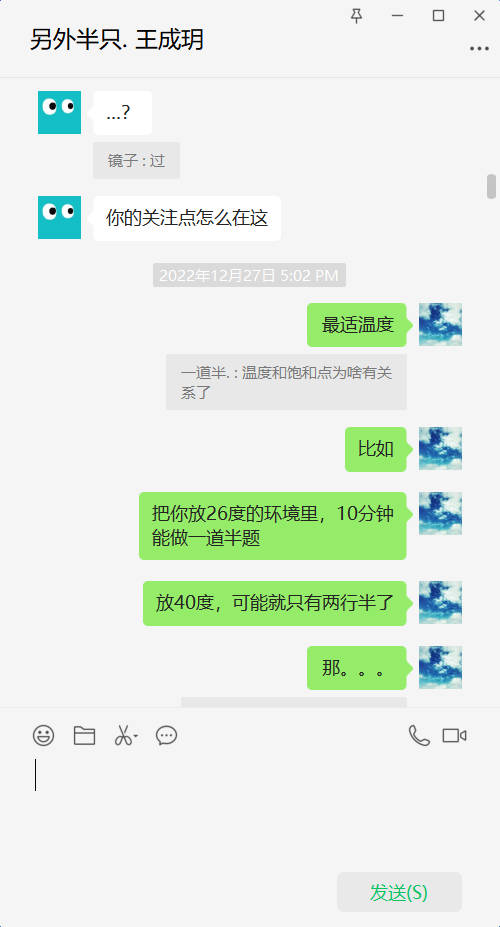 另外半只. 王成玥
...?
镜子 : 过
你的关注点怎么在这
2022年12月27日 5:02 PM
最适温度
一道半. : 温度和饱和点为啥有关
系了
比如
把你放26度的环境里，10分钟
能做一道半题
放40度，可能就只有两行半了
那。。。
发送(S)